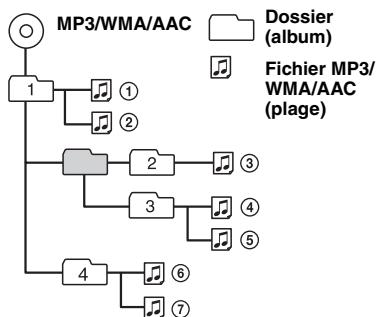 MP3/WMA/AAC
Dossier
(album)
Fichier MP3/
WMA/AAC
(plage)
1
①
②
2
③
3
④
⑤
4
⑥
⑦